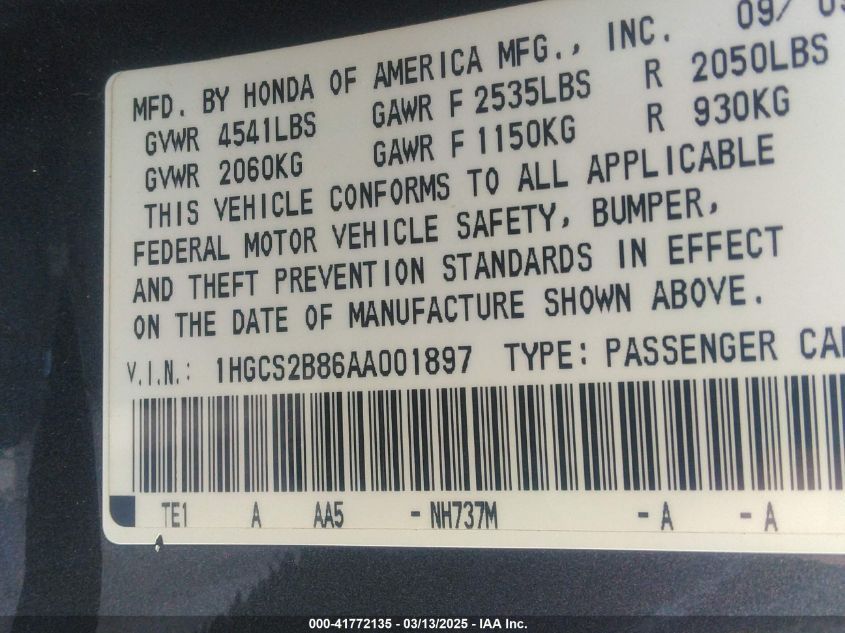 MFD. BY HONDA OF AMERICA MFG., INC. 09/ 09
GVWR 4541LBS GAWR F 2535LBS R 2050LBS
GVWR 2060KG GAWR F 1150KG R 930KG
THIS VEHICLE CONFORMS TO ALL APPLICABLE
FEDERAL MOTOR VEHICLE SAFETY, BUMPER,
AND THEFT PREVENTION STANDARDS IN EFFECT
ON THE DATE OF MANUFACTURE SHOWN ABOVE.
V.I.N.: 1HGCS2B86AA001897 TYPE: PASSENGER CAR
TE1 A AA5 - NH737M - A - A
000-41772135 - 03/13/2025 - IAA Inc.